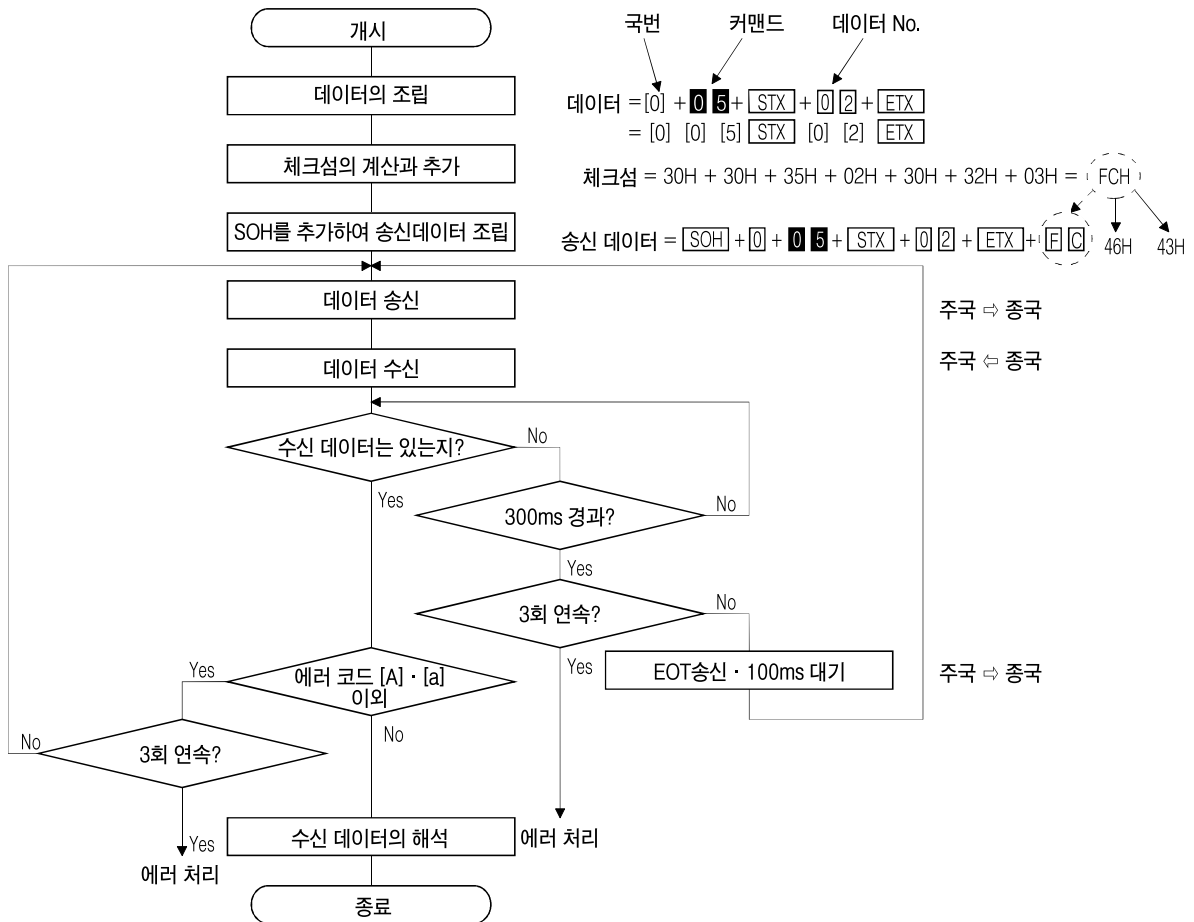 개시
데이터의 조립
체크섬의 계산과 추가
SOH를 추가하여 송신데이터 조립
국번 커맨드 데이터 No.
데이터 =[0] + 0 5 + STX + 0 2 + ETX
= [0] [0] [5] STX [0] [2] ETX
체크섬 = 30H + 30H + 35H + 02H + 30H + 32H + 03H = FCH
송신 데이터 = SOH + 0 + 0 5 + STX + 0 2 + ETX + F C 46H 43H
데이터 송신
주국 ⇨ 종국
데이터 수신
주국 ⇦ 종국
수신 데이터는 있는지?
No
Yes
300ms 경과?
No
Yes
3회 연속?
No
Yes
EOT송신 · 100ms 대기
주국 ⇨ 종국
에러 코드 [A] · [a]
이외
Yes
No
3회 연속?
No
Yes
에러 처리
수신 데이터의 해석
에러 처리
종료